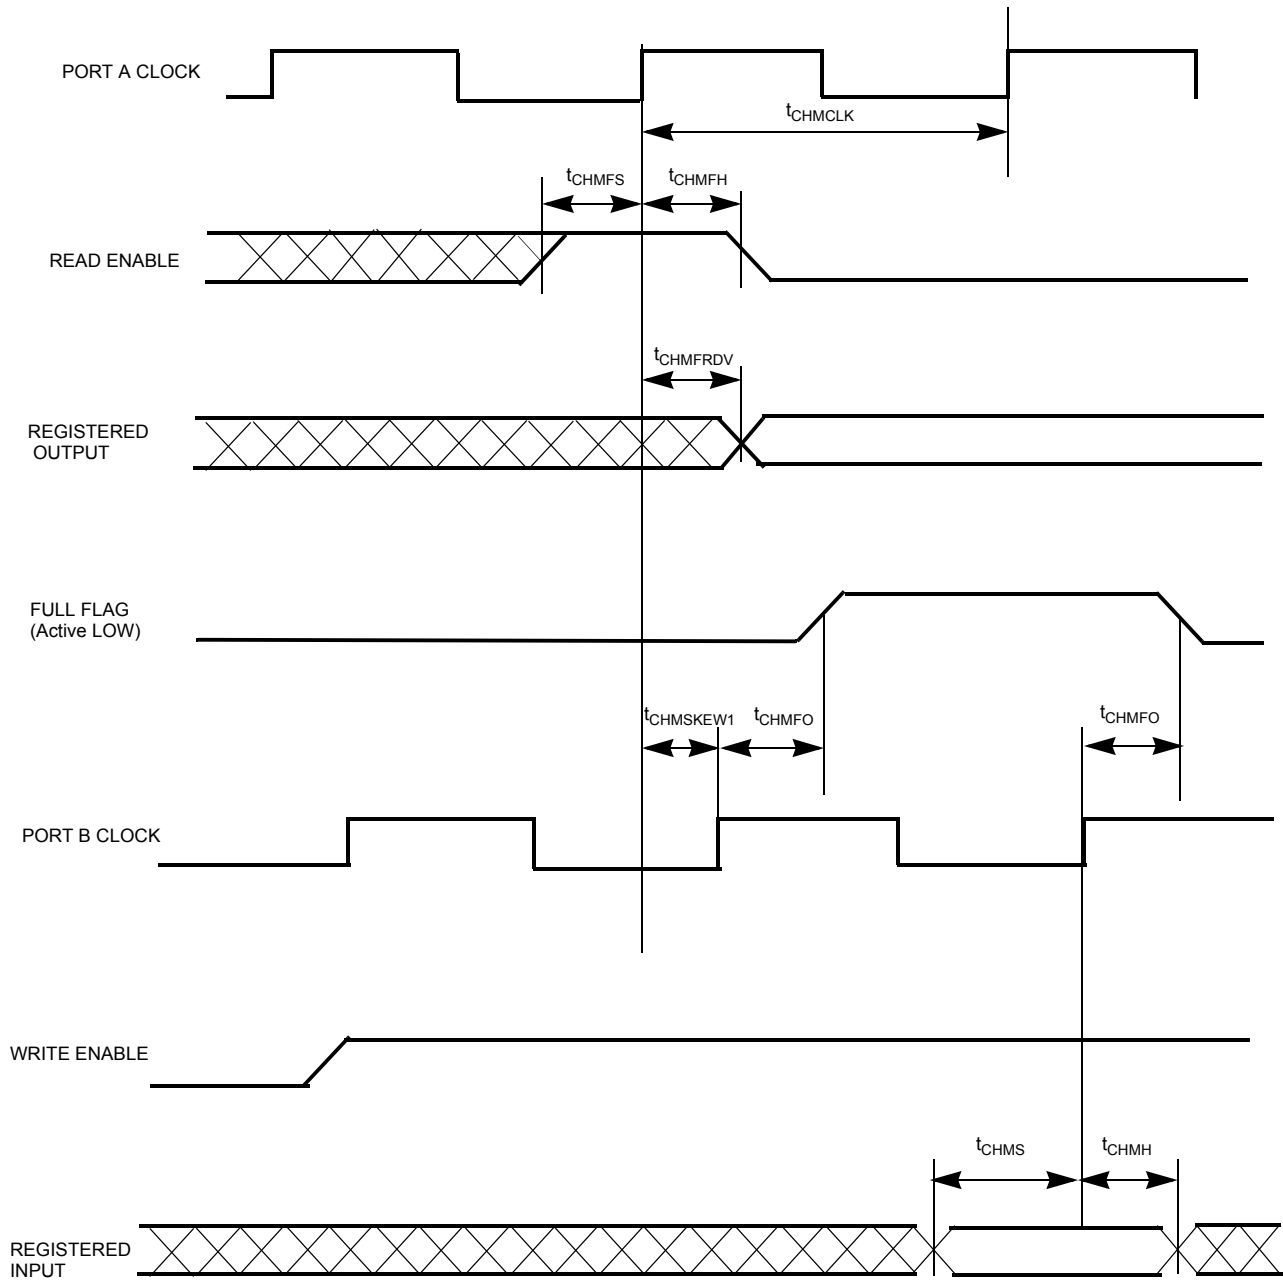 PORT A CLOCK
tCHMCLK
tCHMFS
tCHMFH
READ ENABLE
tCHMFRDV
REGISTERED
OUTPUT
FULL FLAG
(Active LOW)
tCHMSKEW1
tCHMFO
tCHMFO
PORT B CLOCK
WRITE ENABLE
tCHMS
tCHMH
REGISTERED
INPUT